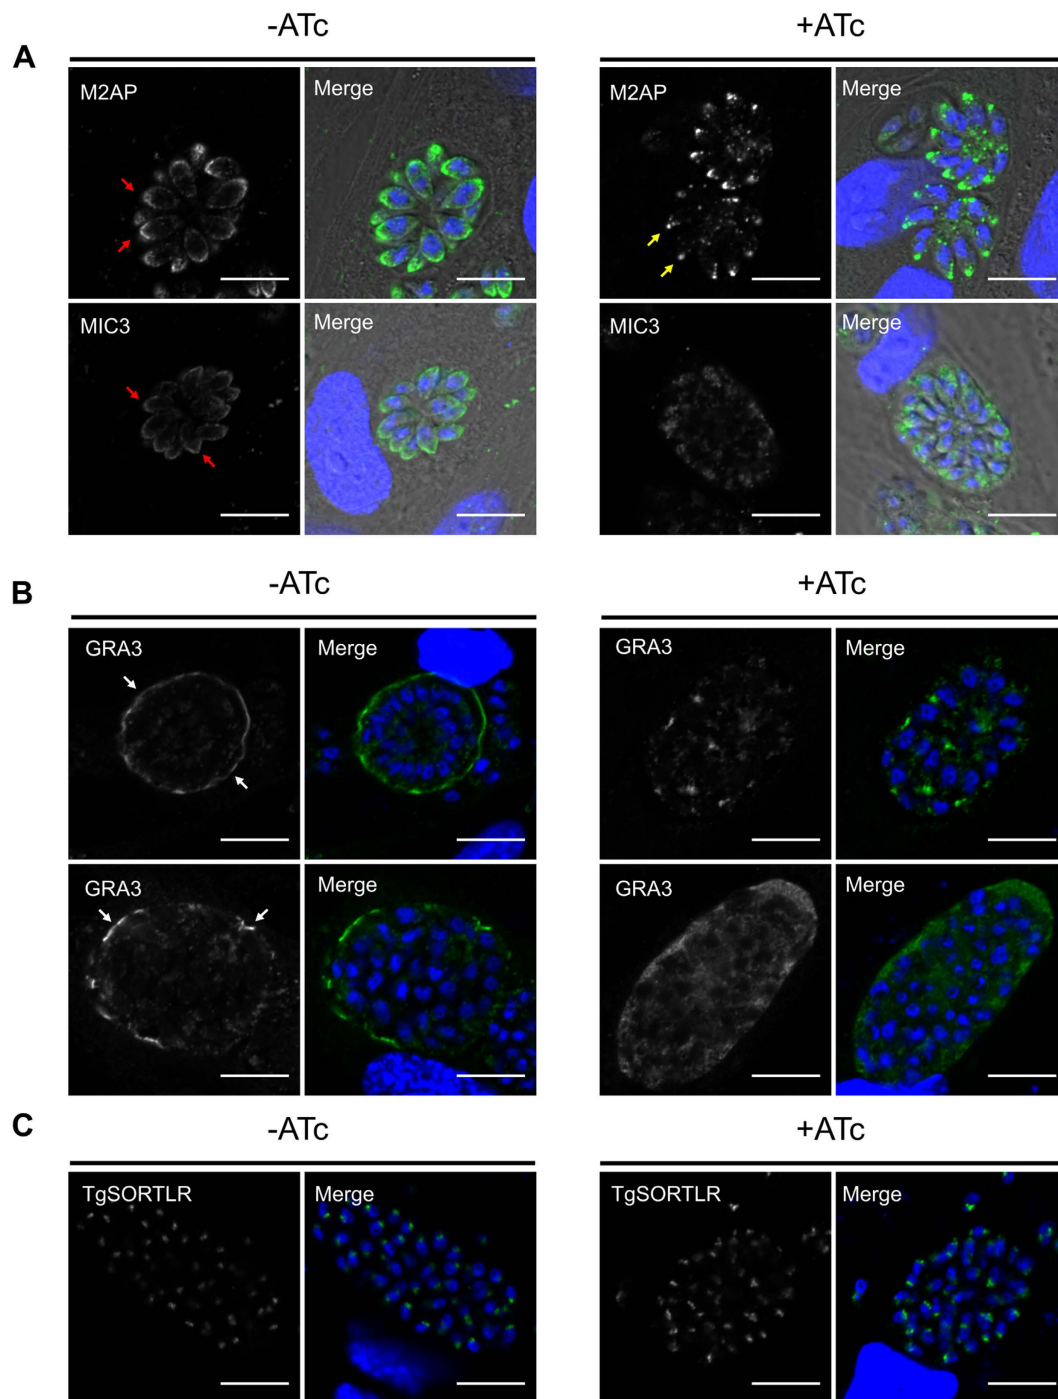 -ATc +ATc
A
M2AP Merge M2AP Merge
MIC3 Merge MIC3 Merge
-ATc +ATc
B
GRA3 Merge GRA3 Merge
GRA3 Merge GRA3 Merge
C
-ATc +ATc
TgSORTLR Merge TgSORTLR Merge